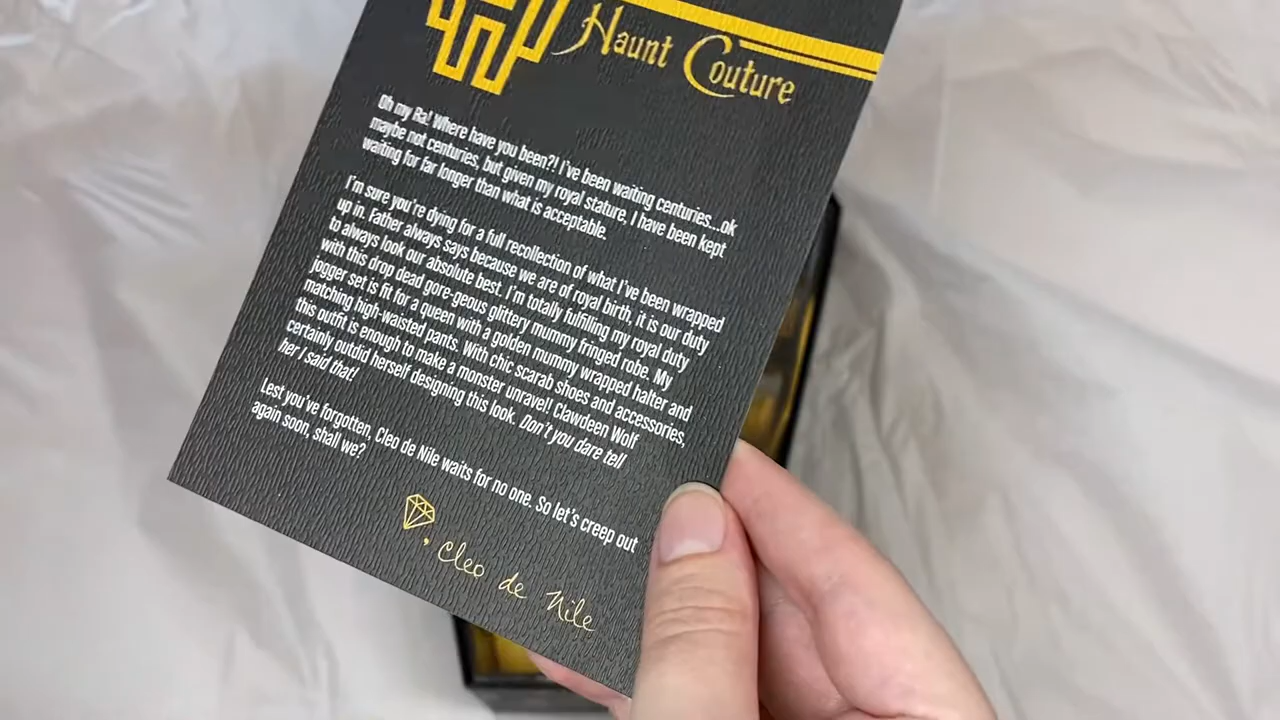 Haunt Couture
Oh my Ra! Where have you been?! I've been waiting centuries...ok
maybe not centuries, but given my royal stature, I have been kept
waiting for far longer than what is acceptable.
I'm sure you're dying for a full recollection of what I've been wrapped
up in. Father always says because we are of royal birth, it is our duty
to always look our absolute best. I'm totally fulfilling my royal duty
with this drop dead gore-geous glittery mummy fringed robe. My
jogger set is fit for a queen with a golden mummy wrapped halter and
matching high-waisted pants. With chic scarab shoes and accessories,
this outfit is enough to make a monster unravel! Clawdeen Wolf
certainly outdid herself designing this look. Don't you dare tell
her I said that!
Lest you've forgotten, Cleo de Nile waits for no one. So let's creep out
again soon, shall we?
, Cleo de Nile